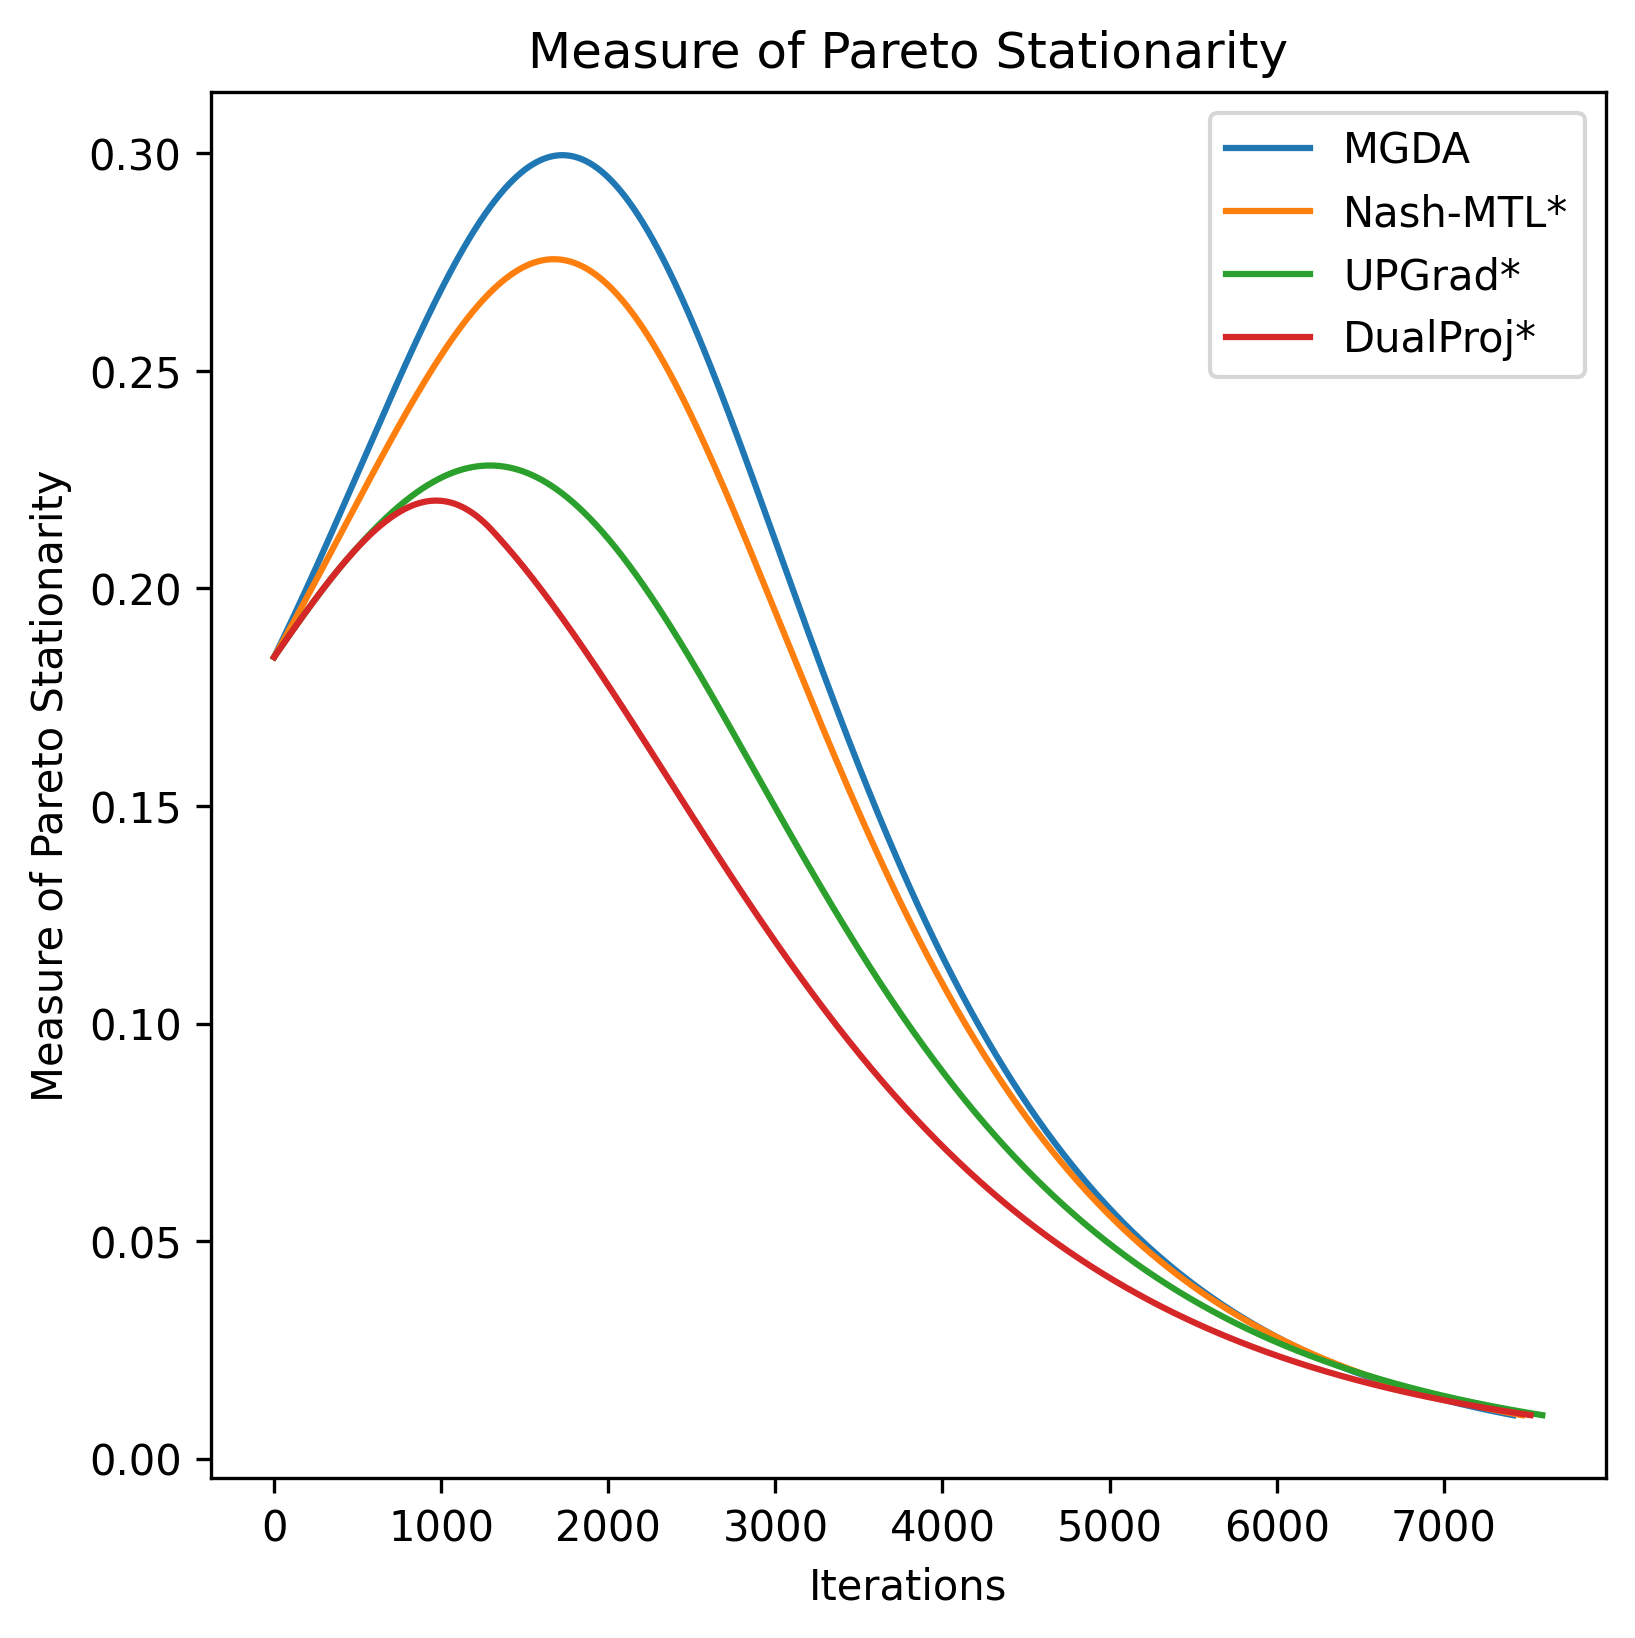 Measure of Pareto Stationarity
MGDA
Nash-MTL*
UPGrad*
DualProj*
Measure of Pareto Stationarity
0.30
0.25
0.20
0.15
0.10
0.05
0.00
0 1000 2000 3000 4000 5000 6000 7000
Iterations